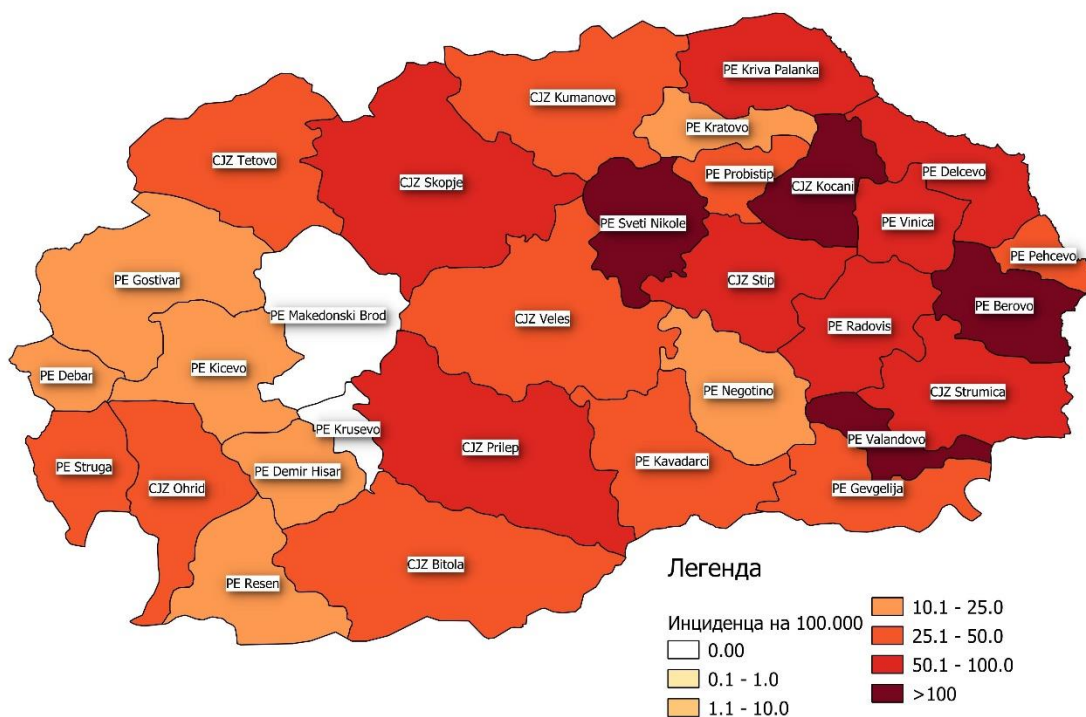 PE Kriva Palanka
CJZ Kumanovo
PE Kratovo
CJZ Tetovo
PE Probistip
PE Delcevo
CJZ Skopje
CJZ Kocani
PE Sveti Nikole
PE Vinica
PE Pehcevo
PE Gostivar
CJZ Stip
PE Berovo
PE Makedonski Brod
CJZ Veles
PE Radovis
PE Kicevo
PE Debar
PE Negotino
CJZ Strumica
PE Krusevo
PE Valandovo
CJZ Prilep
PE Kavadarci
PE Struga
PE Demir Hisar
CJZ Ohrid
PE Gevgelija
CJZ Bitola
PE Resen
Легенда
Инциденца на 100.000
0.00
0.1 - 1.0
1.1 - 10.0
10.1 - 25.0
25.1 - 50.0
50.1 - 100.0
>100